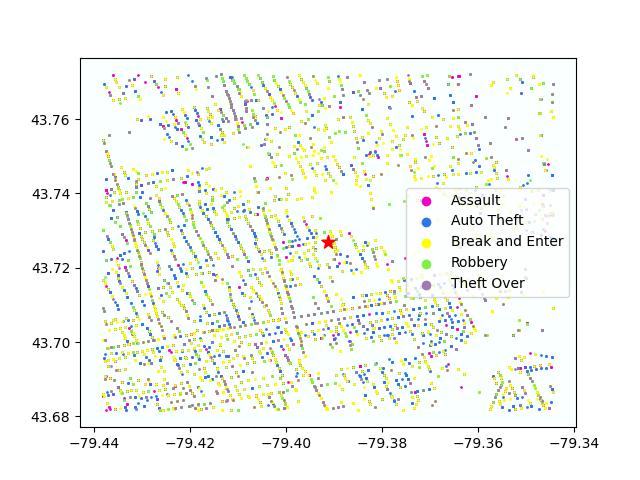 43.76
43.74
43.72
43.70
43.68
−79.44
−79.42
−79.40
−79.38
−79.36
−79.34
Assault
Auto Theft
Break and Enter
Robbery
Theft Over